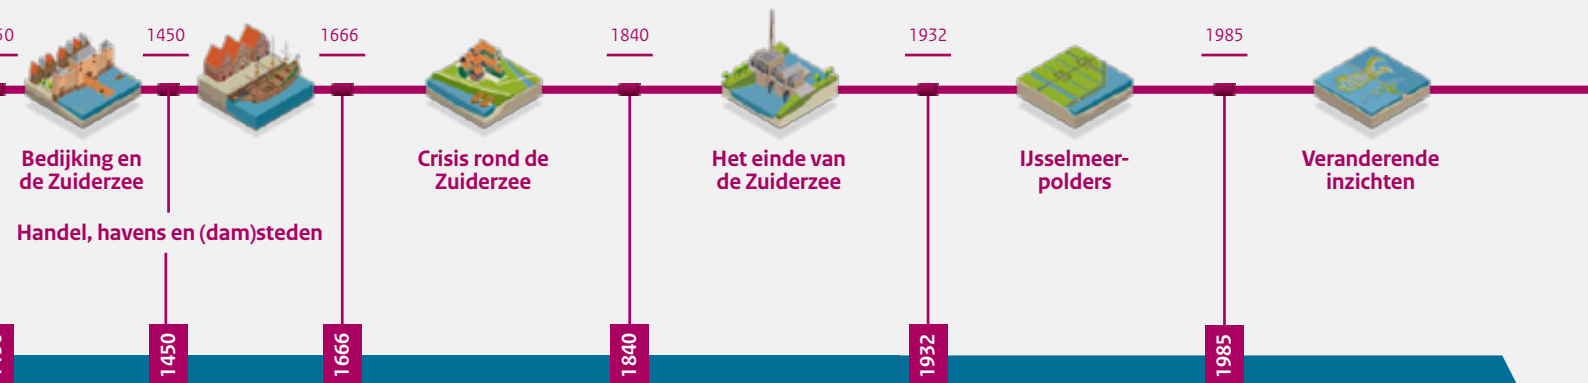 50
1450
1666
1840
1932
1985
Bedijking en
de Zuiderzee
Crisis rond de
Zuiderzee
Het einde van
de Zuiderzee
IJsselmeer-
polders
Veranderende
inzichten
Handel, havens en (dam)steden
1450
1666
1840
1932
1985